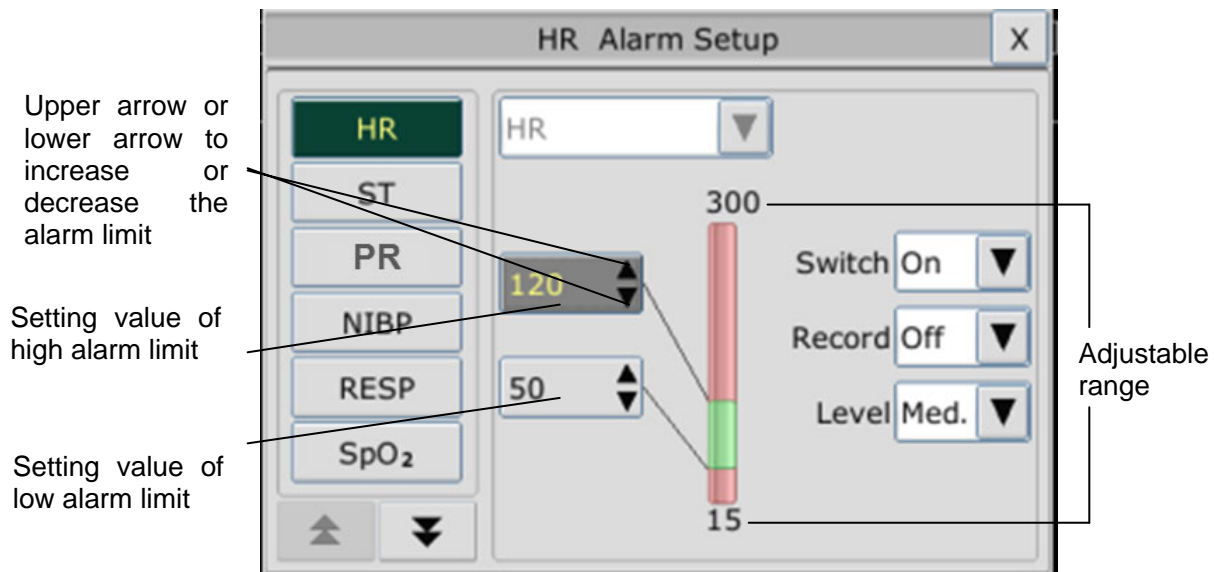 HR Alarm Setup
X
Upper arrow or
lower arrow to
increase or
decrease the
alarm limit
Setting value of
high alarm limit
Setting value of
low alarm limit
HR
ST
PR
NIBP
RESP
SpO₂
HR
120
50
300
15
Switch On
Record Off
Level Med.
Adjustable
range